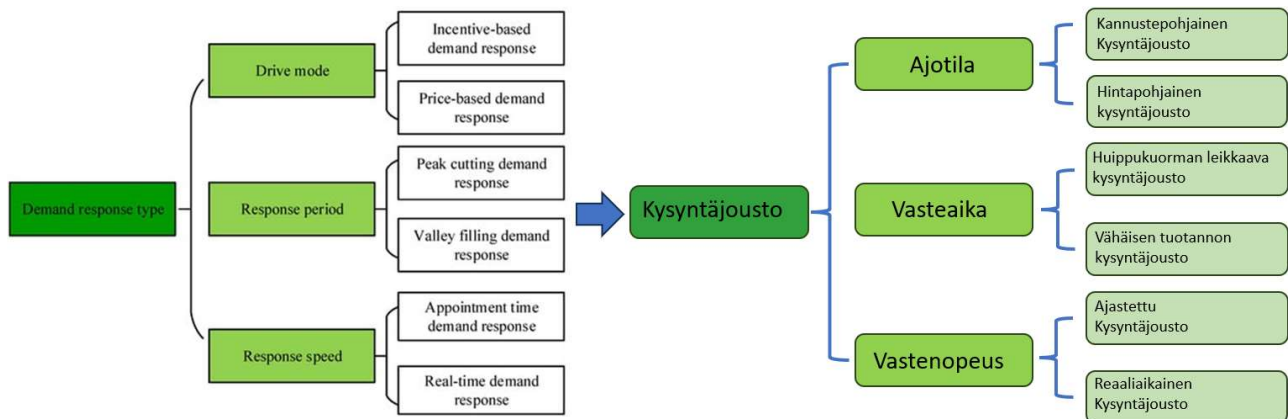 Demand response type
Drive mode
Incentive-based
demand response
Price-based demand
response
Response period
Peak cutting demand
response
Valley filling demand
response
Response speed
Appointment time
demand response
Real-time demand
response
Kysyntäjousto
Ajotila
Kannustepohjainen
Kysyntäjousto
Hintapohjainen
kysyntäjousto
Vasteaika
Huippukuorman leikkaava
kysyntäjousto
Vähäisen tuotannon
kysyntäjousto
Vastenopeus
Ajastettu
Kysyntäjousto
Reaaliaikainen
Kysyntäjousto